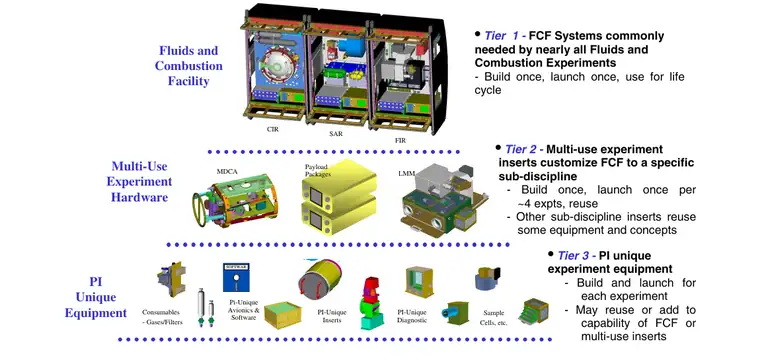 Fluids and
Combustion
Facility
CIR
SAR
FIR
• Tier 1 - FCF Systems commonly
needed by nearly all Fluids and
Combustion Experiments
- Build once, launch once, use for life
cycle
Multi-Use
Experiment
Hardware
MDCA
Payload
Packages
LMM
• Tier 2 - Multi-use experiment
inserts customize FCF to a specific
sub-discipline
- Build once, launch once per
~4 expts, reuse
- Other sub-discipline inserts reuse
some equipment and concepts
PI
Unique
Equipment
Consumables
- Gases/Filters
SOFTWARE
Pi-Unique
Avionics &
Software
PI-Unique
Inserts
PI-Unique
Diagnostic
Sample
Cells, etc.
• Tier 3 - PI unique
experiment equipment
- Build and launch for
each experiment
- May reuse or add to
capability of FCF or
multi-use inserts